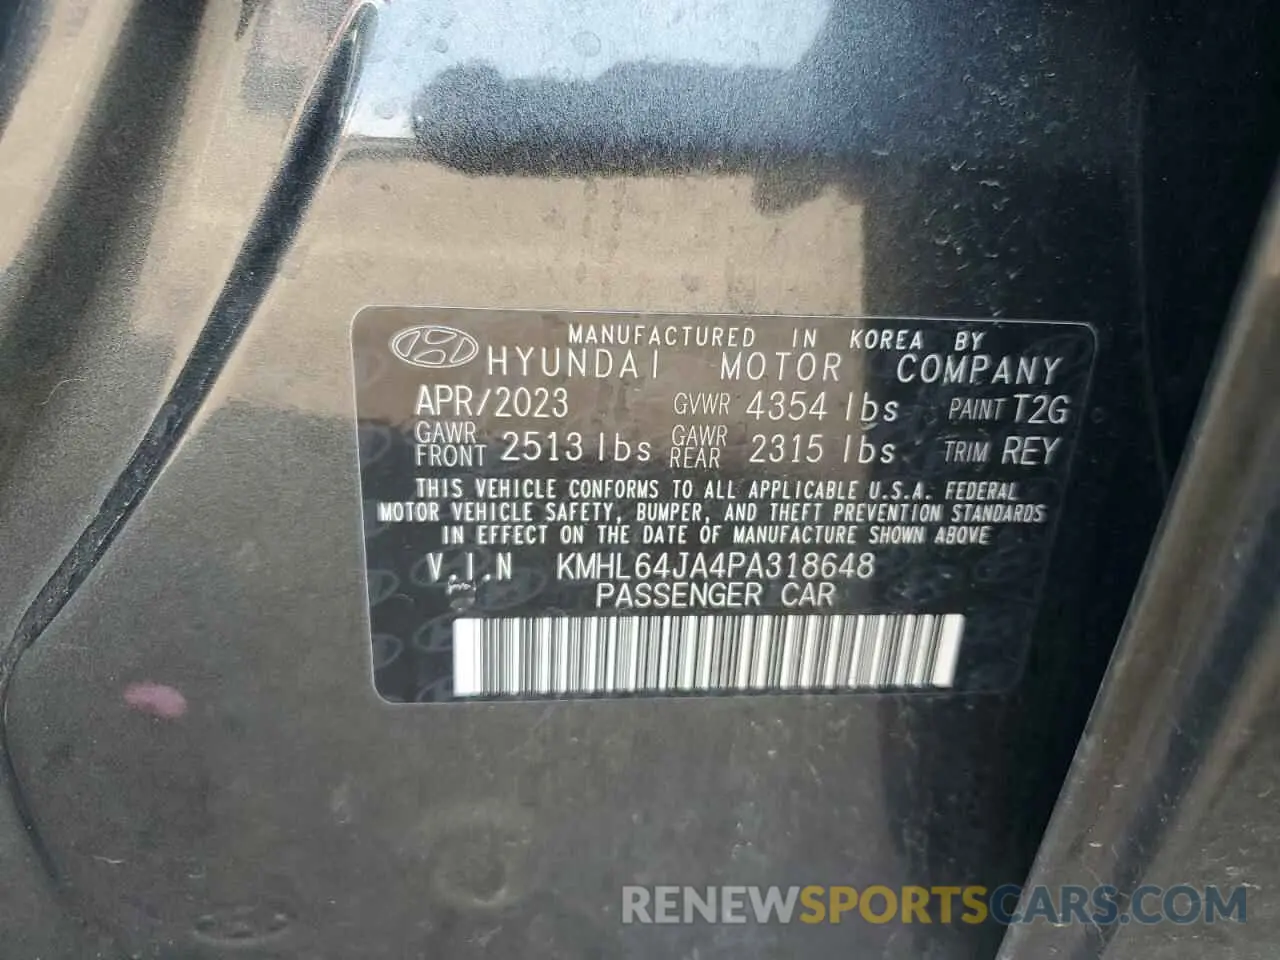 MANUFACTURED IN KOREA BY
HYUNDAI MOTOR COMPANY
APR/2023 GVWR 4354 lbs PAINT T2G
GAWR FRONT 2513 lbs GAWR REAR 2315 lbs TRIM REY
THIS VEHICLE CONFORMS TO ALL APPLICABLE U.S.A. FEDERAL
MOTOR VEHICLE SAFETY, BUMPER, AND THEFT PREVENTION STANDARDS
IN EFFECT ON THE DATE OF MANUFACTURE SHOWN ABOVE
V.I.N KMHL64JA4PA318648
PASSENGER CAR
RENEWSPORTSCARS.COM